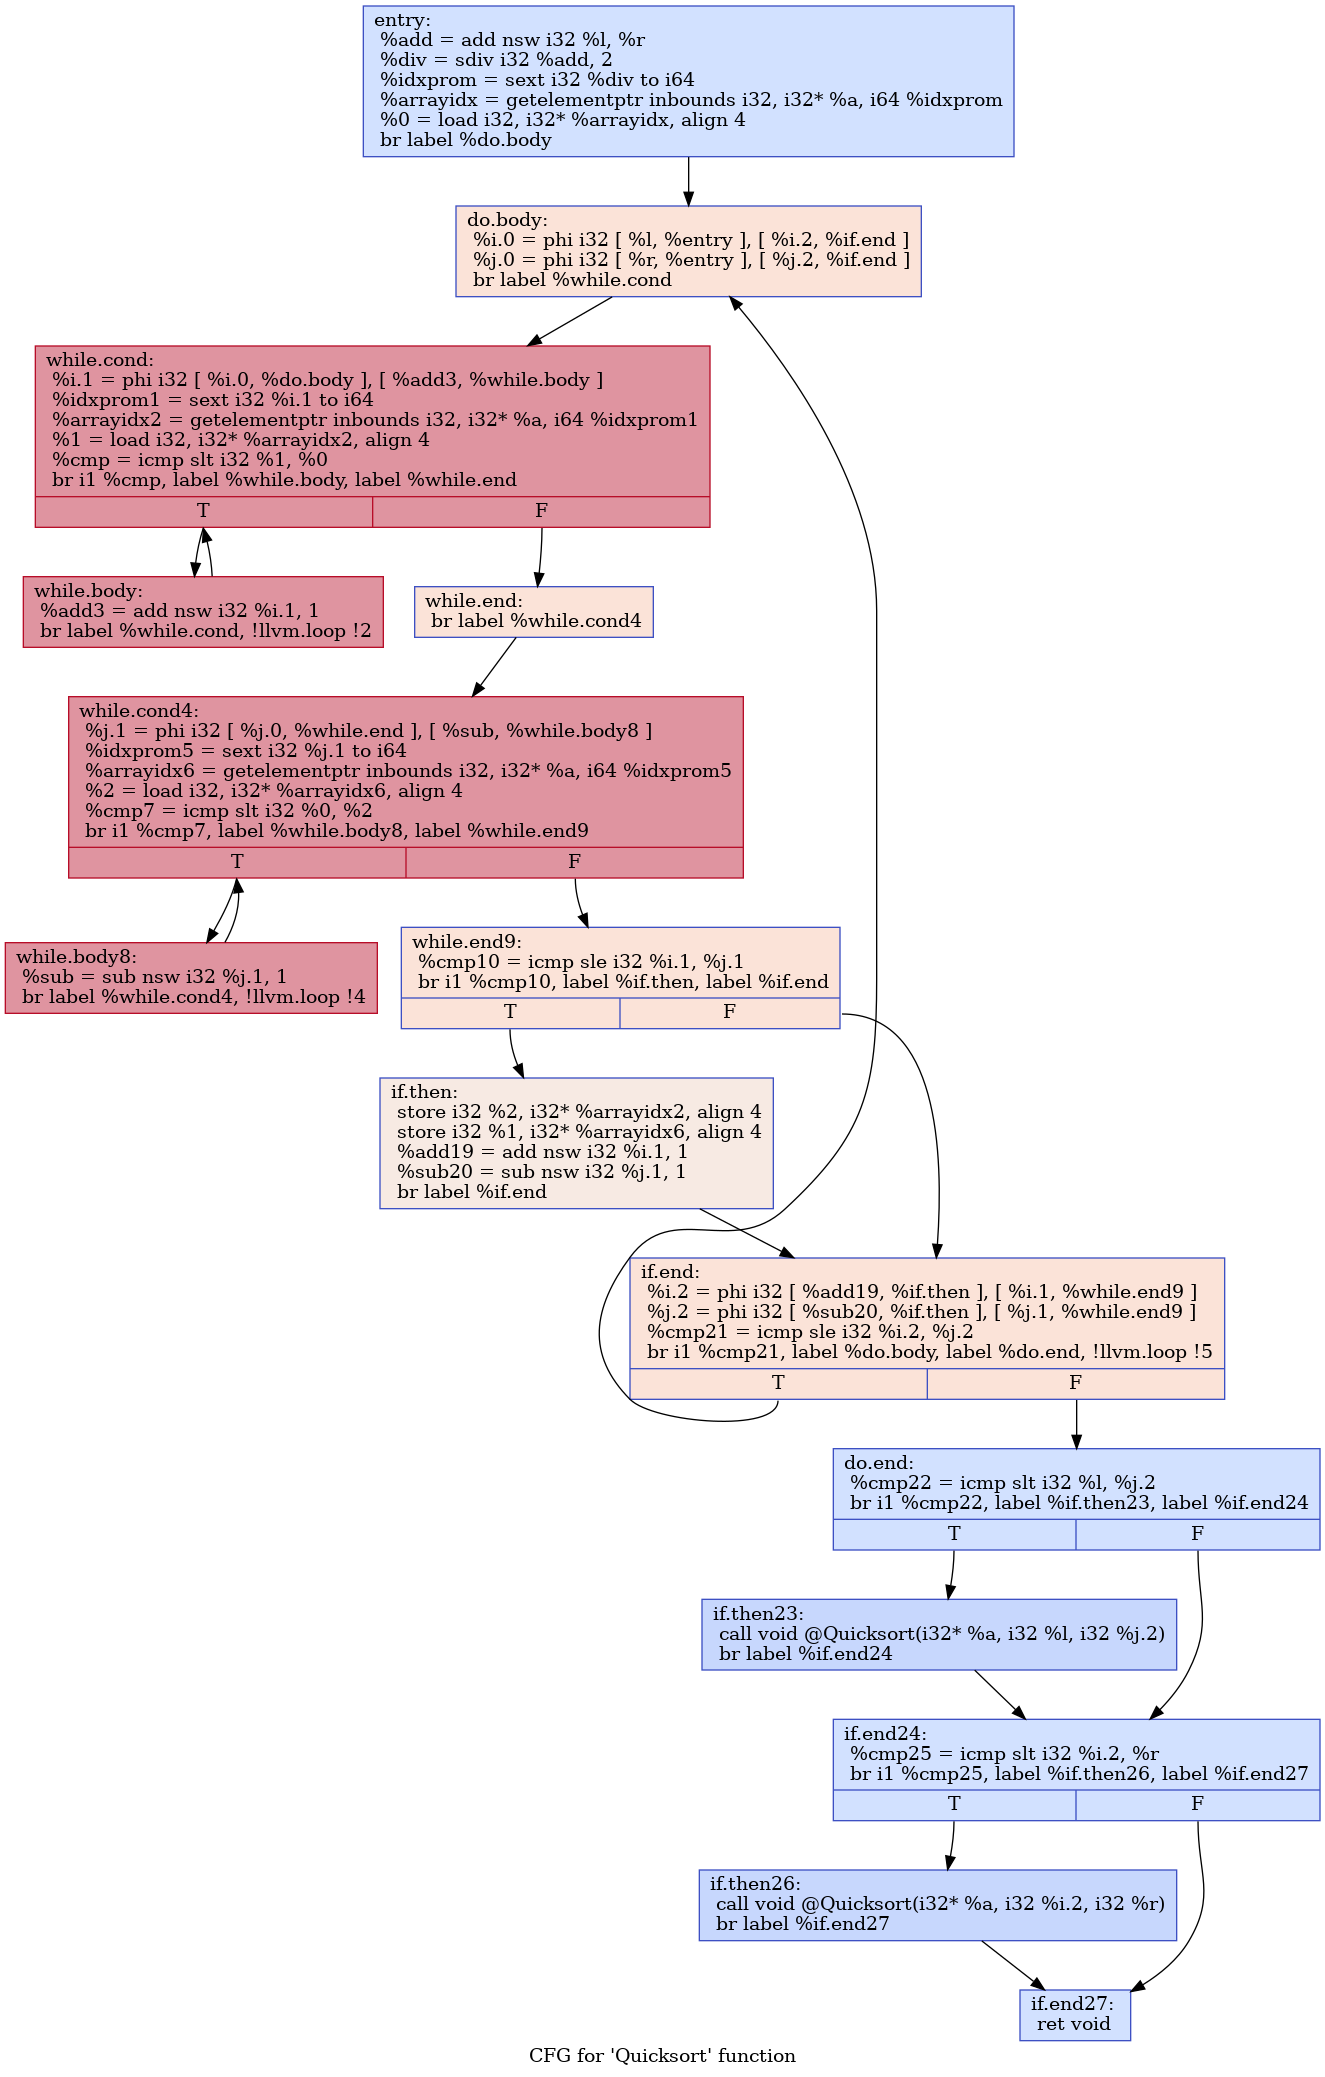 entry:
%add = add nsw i32 %l, %r
%div = sdiv i32 %add, 2
%idxprom = sext i32 %div to i64
%arrayidx = getelementptr inbounds i32, i32* %a, i64 %idxprom
%0 = load i32, i32* %arrayidx, align 4
br label %do.body
do.body:
%i.0 = phi i32 [ %l, %entry ], [ %i.2, %if.end ]
%j.0 = phi i32 [ %r, %entry ], [ %j.2, %if.end ]
br label %while.cond
while.cond:
%i.1 = phi i32 [ %i.0, %do.body ], [ %add3, %while.body ]
%idxprom1 = sext i32 %i.1 to i64
%arrayidx2 = getelementptr inbounds i32, i32* %a, i64 %idxprom1
%1 = load i32, i32* %arrayidx2, align 4
%cmp = icmp slt i32 %1, %0
br i1 %cmp, label %while.body, label %while.end
T F
while.body:
%add3 = add nsw i32 %i.1, 1
br label %while.cond, !llvm.loop !2
while.end:
br label %while.cond4
while.cond4:
%j.1 = phi i32 [ %j.0, %while.end ], [ %sub, %while.body8 ]
%idxprom5 = sext i32 %j.1 to i64
%arrayidx6 = getelementptr inbounds i32, i32* %a, i64 %idxprom5
%2 = load i32, i32* %arrayidx6, align 4
%cmp7 = icmp slt i32 %0, %2
br i1 %cmp7, label %while.body8, label %while.end9
T F
while.body8:
%sub = sub nsw i32 %j.1, 1
br label %while.cond4, !llvm.loop !4
while.end9:
%cmp10 = icmp sle i32 %i.1, %j.1
br i1 %cmp10, label %if.then, label %if.end
T F
if.then:
store i32 %2, i32* %arrayidx2, align 4
store i32 %1, i32* %arrayidx6, align 4
%add19 = add nsw i32 %i.1, 1
%sub20 = sub nsw i32 %j.1, 1
br label %if.end
if.end:
%i.2 = phi i32 [ %add19, %if.then ], [ %i.1, %while.end9 ]
%j.2 = phi i32 [ %sub20, %if.then ], [ %j.1, %while.end9 ]
%cmp21 = icmp sle i32 %i.2, %j.2
br i1 %cmp21, label %do.body, label %do.end, !llvm.loop !5
T F
do.end:
%cmp22 = icmp slt i32 %l, %j.2
br i1 %cmp22, label %if.then23, label %if.end24
T F
if.then23:
call void @Quicksort(i32* %a, i32 %l, i32 %j.2)
br label %if.end24
if.end24:
%cmp25 = icmp slt i32 %i.2, %r
br i1 %cmp25, label %if.then26, label %if.end27
T F
if.then26:
call void @Quicksort(i32* %a, i32 %i.2, i32 %r)
br label %if.end27
if.end27:
ret void
CFG for 'Quicksort' function